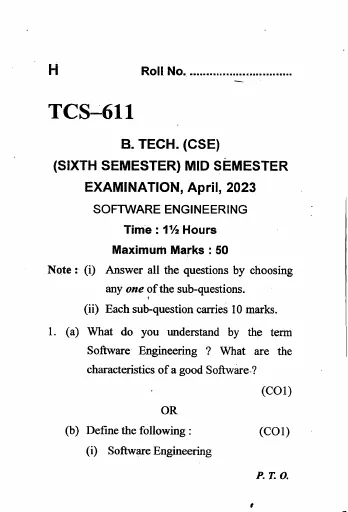 H Roll No. ...............................
TCS–611
B. TECH. (CSE)
(SIXTH SEMESTER) MID SEMESTER
EXAMINATION, April, 2023
SOFTWARE ENGINEERING
Time : 1½ Hours
Maximum Marks : 50
Note : (i) Answer all the questions by choosing
any one of the sub-questions.
(ii) Each sub-question carries 10 marks.
1. (a) What do you understand by the term
Software Engineering ? What are the
characteristics of a good Software ?
(CO1)
OR
(b) Define the following : (CO1)
(i) Software Engineering
P. T. O.